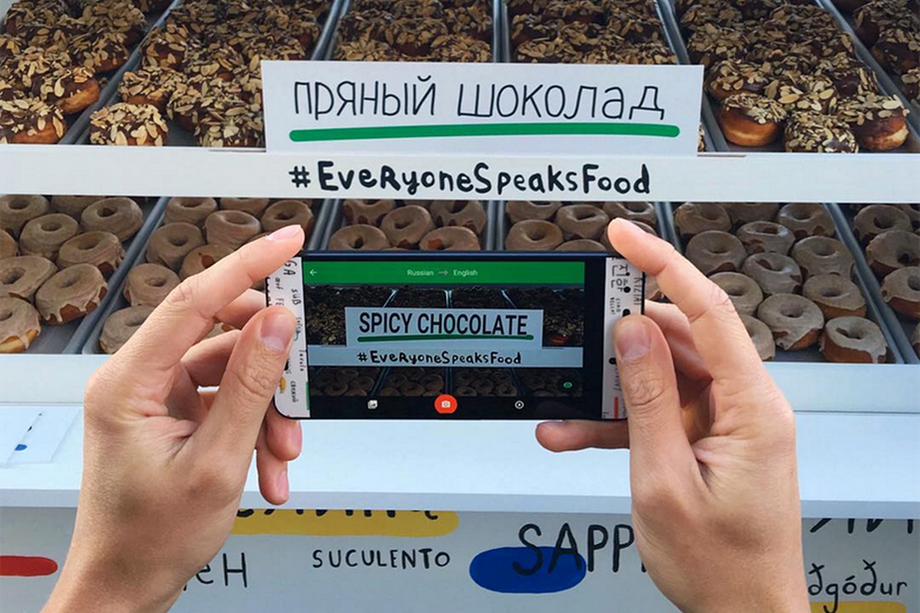 пряный шоколад
#EveRyoneSpeaksFood
Russian → English
SPICY CHOCOLATE
#EveRyoneSpeaksFood
SUCULENTO
SAPP